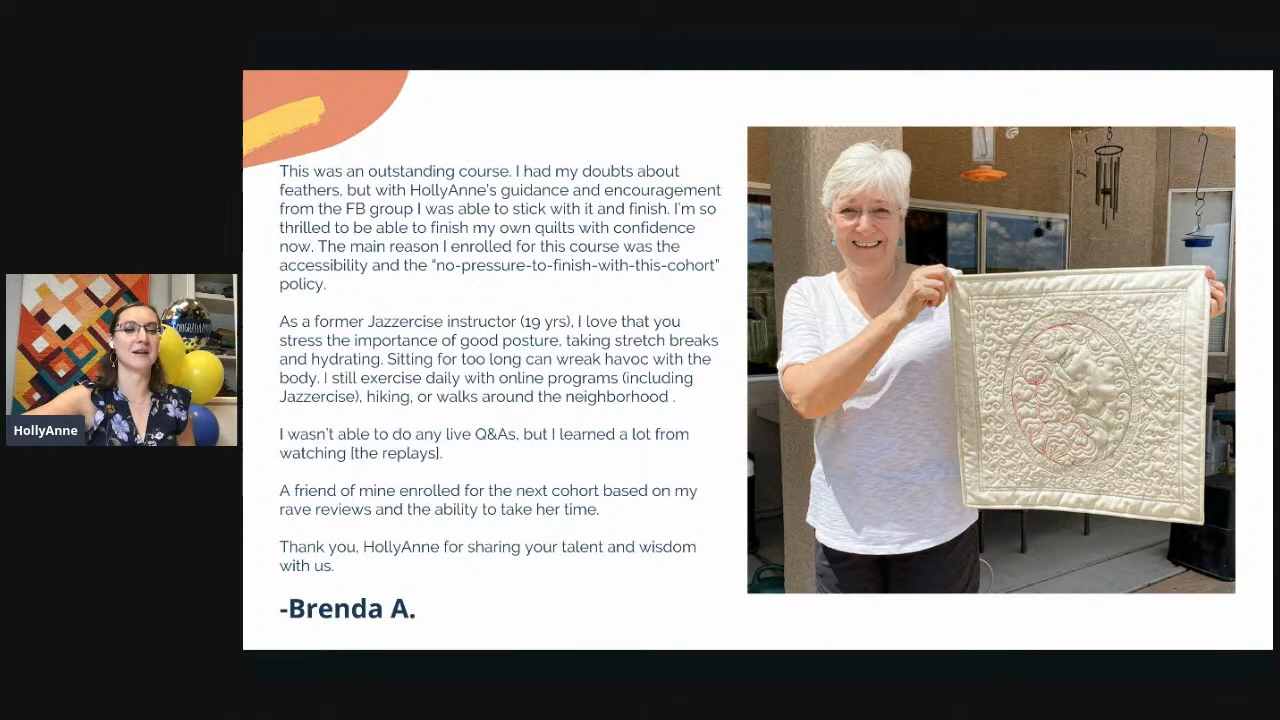 This was an outstanding course. I had my doubts about
feathers, but with HollyAnne's guidance and encouragement
from the FB group I was able to stick with it and finish. I'm so
thrilled to be able to finish my own quilts with confidence
now. The main reason I enrolled for this course was the
accessibility and the "no-pressure-to-finish-with-this-cohort"
policy.
As a former Jazzercise instructor (19 yrs), I love that you
stress the importance of good posture, taking stretch breaks
and hydrating. Sitting for too long can wreak havoc with the
body. I still exercise daily with online programs (including
Jazzercise), hiking, or walks around the neighborhood .
I wasn't able to do any live Q&As, but I learned a lot from
watching [the replays].
A friend of mine enrolled for the next cohort based on my
rave reviews and the ability to take her time.
Thank you, HollyAnne for sharing your talent and wisdom
with us.
-Brenda A.
HollyAnne